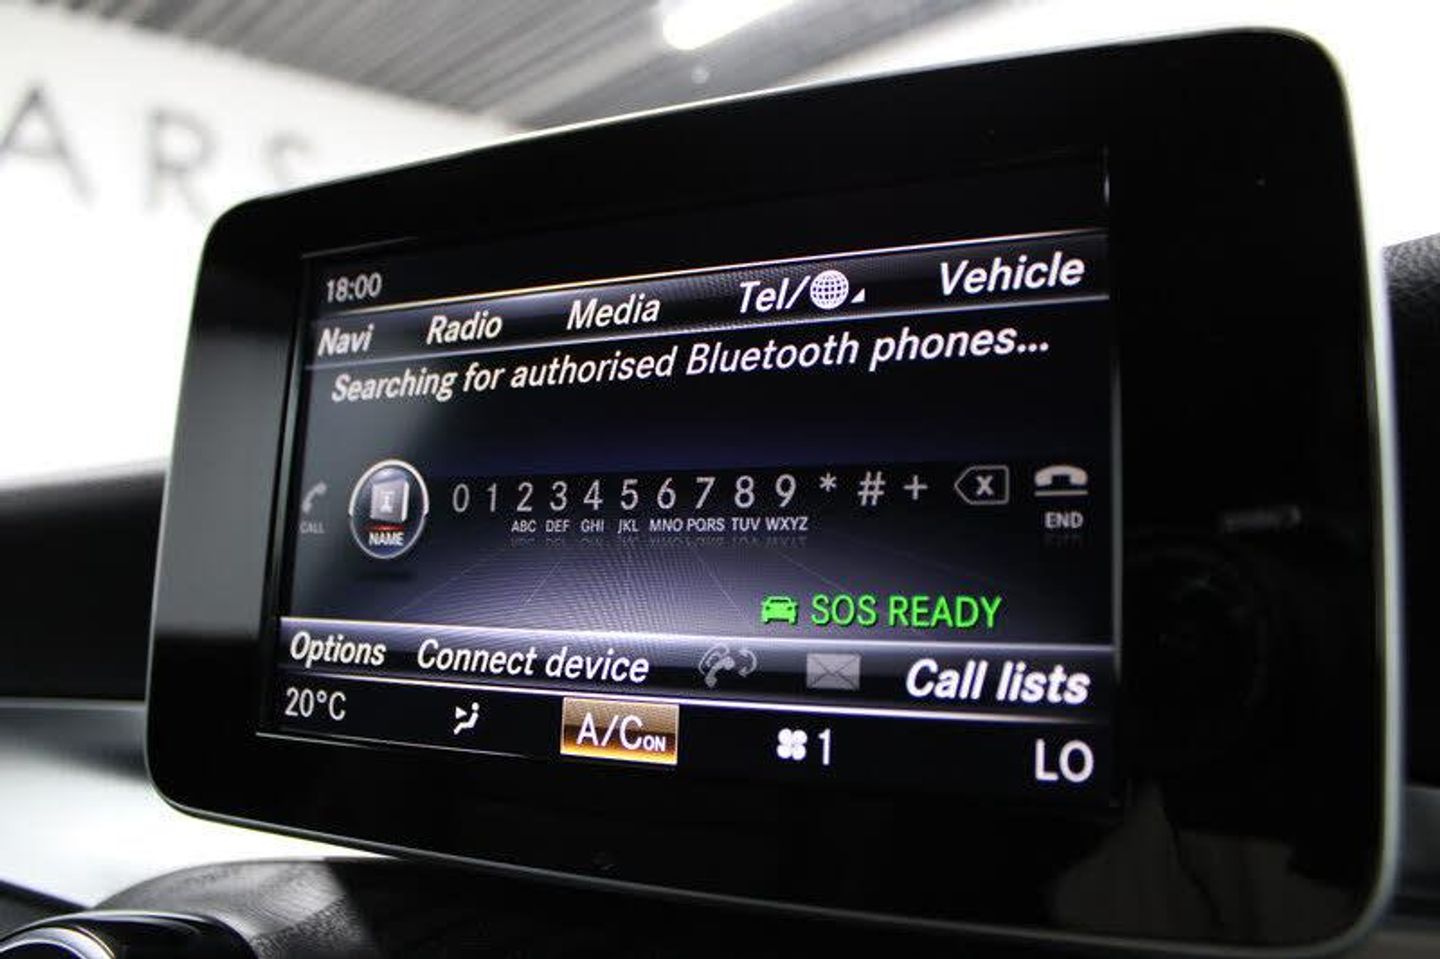 ARS
18:00
Navi Radio Media Tel/ Vehicle
Searching for authorised Bluetooth phones...
CALL NAME 0 1 2 3 4 5 6 7 8 9 * # + X END
ABC DEF GHI JKL MNO PQRS TUV WXYZ
SOS READY
Options Connect device Call lists
20°C A/C ON 1 LO